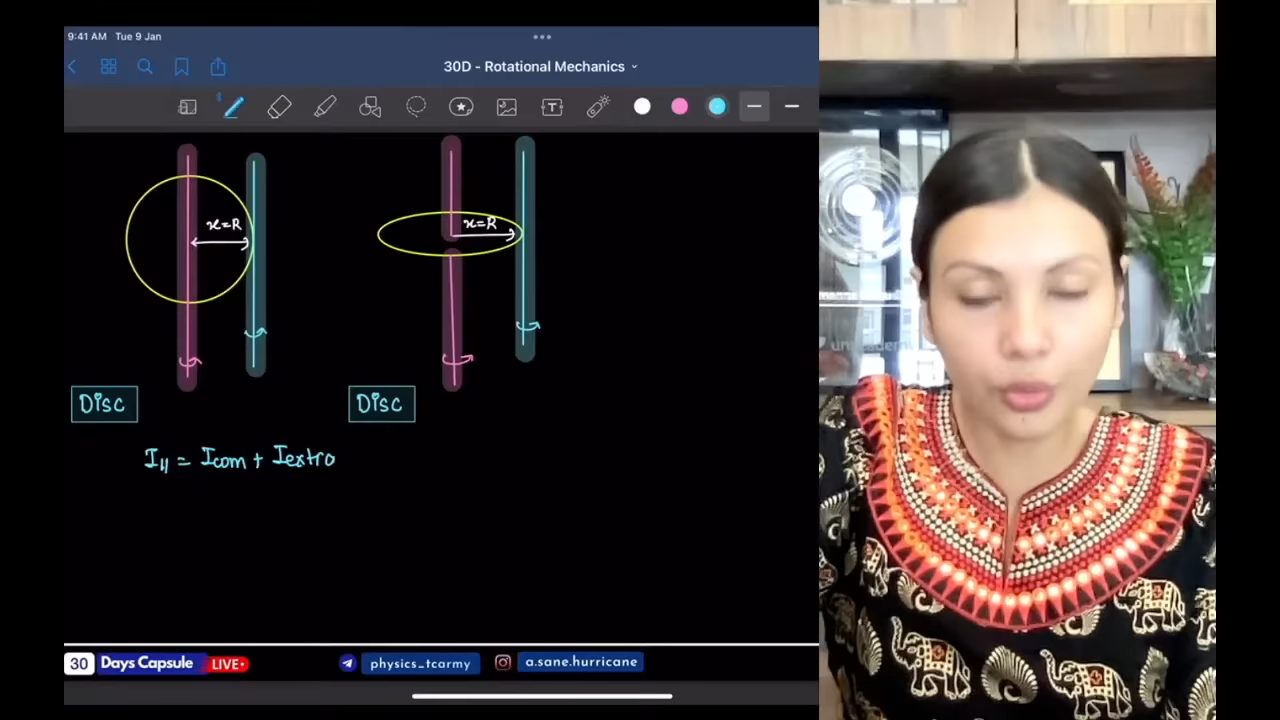 9:41 AM Tue 9 Jan
30D - Rotational Mechanics
x=R
x=R
Disc
Disc
I₁₁ = Icom + Iextra
30 Days Capsule LIVE
physics_tcarmy
a.sane.hurricane